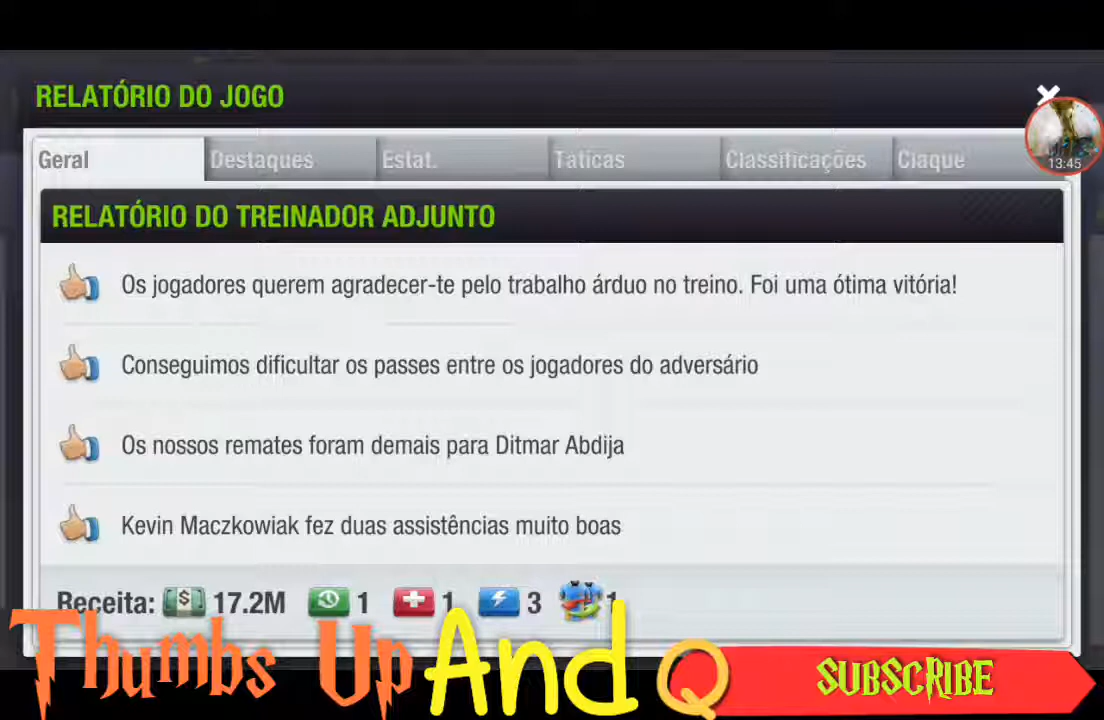 RELATÓRIO DO JOGO
13:45
Geral Destaques Estat. Táticas Classificações Claque
RELATÓRIO DO TREINADOR ADJUNTO
Os jogadores querem agradecer-te pelo trabalho árduo no treino. Foi uma ótima vitória!
Conseguimos dificultar os passes entre os jogadores do adversário
Os nossos remates foram demais para Ditmar Abdija
Kevin Maczkowiak fez duas assistências muito boas
Receita: $ 17.2M 1 1 3 1
Thumbs Up And Q SUBSCRIBE